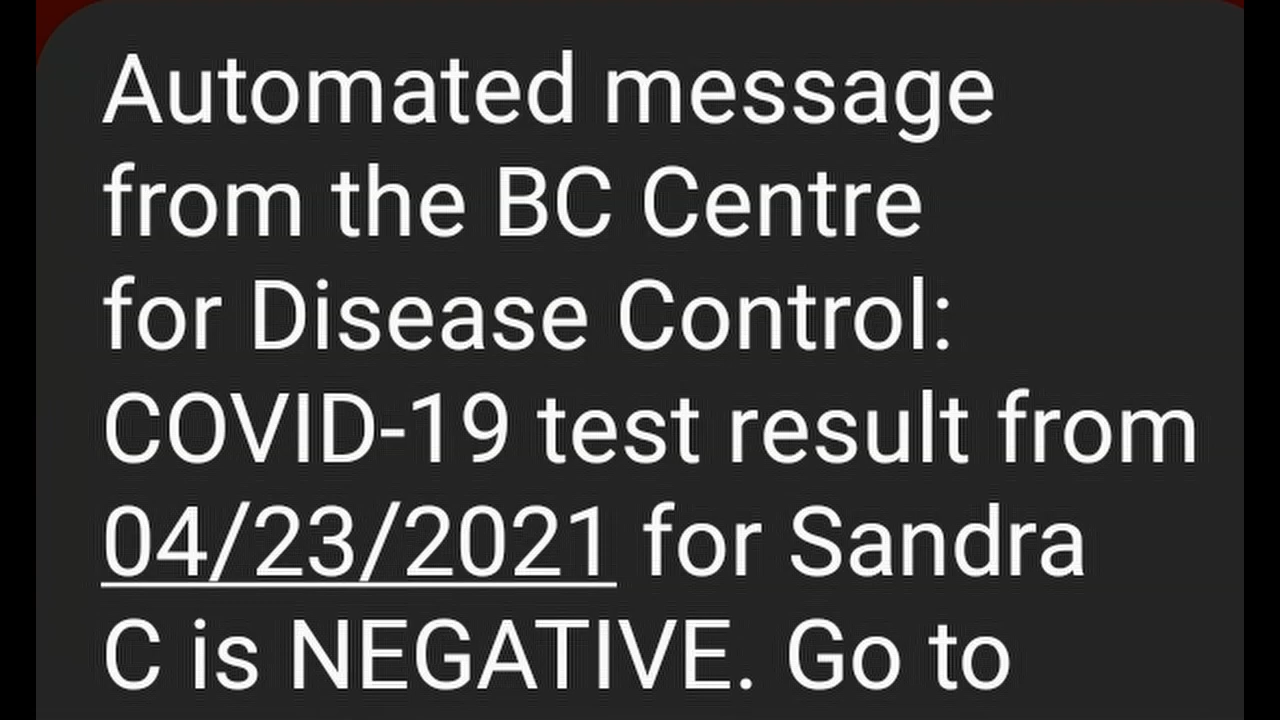 Automated message
from the BC Centre
for Disease Control:
COVID-19 test result from
04/23/2021 for Sandra
C is NEGATIVE. Go to